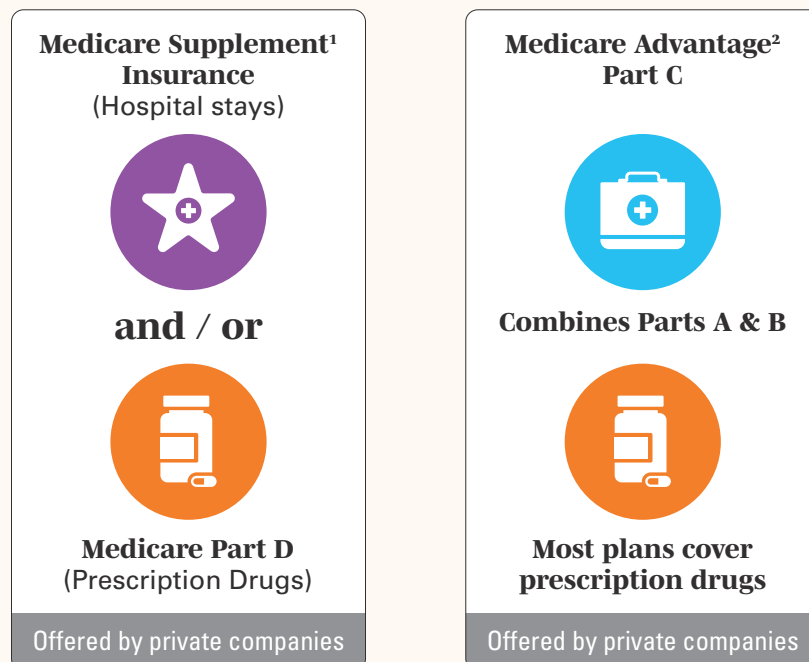 Medicare Supplement¹
Insurance
(Hospital stays)
and / or
Medicare Part D
(Prescription Drugs)
Offered by private companies
Medicare Advantage²
Part C
Combines Parts A & B
Most plans cover
prescription drugs
Offered by private companies